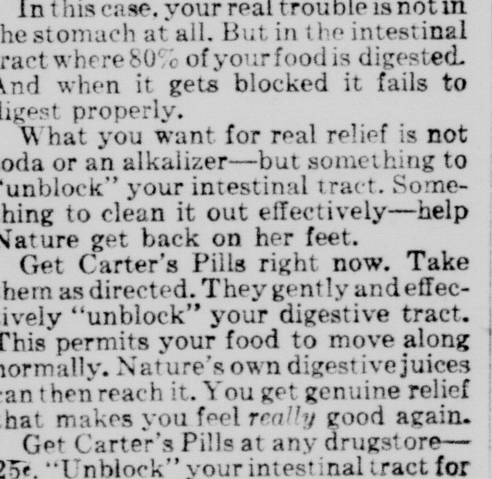 In this case, your real trouble is not in
he stomach at all. But in the intestinal
ract where 80% of your food is digested.
And when it gets blocked it fails to
digest properly.
What you want for real relief is not
oda or an alkalizer—but something to
"unblock" your intestinal tract. Some-
hing to clean it out effectively—help
Nature get back on her feet.
Get Carter's Pills right now. Take
hem as directed. They gently and effec-
ively "unblock" your digestive tract.
This permits your food to move along
normally. Nature's own digestive juices
can then reach it. You get genuine relief
hat makes you feel really good again.
Get Carter's Pills at any drugstore—
25¢. "Unblock" your intestinal tract for